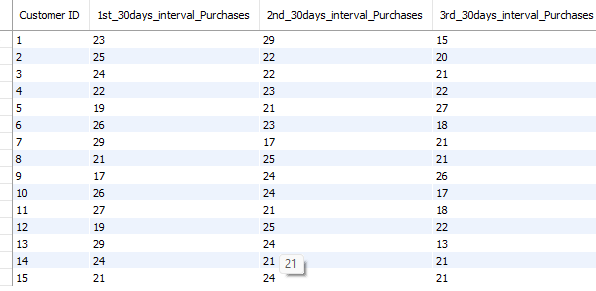 Customer ID 1st_30days_interval_Purchases 2nd_30days_interval_Purchases 3rd_30days_interval_Purchases
1 23 29 15
2 25 22 20
3 24 22 21
4 22 23 22
5 19 21 27
6 26 23 18
7 29 17 21
8 21 25 21
9 17 24 26
10 26 24 17
11 27 21 18
12 19 25 22
13 29 24 13
14 24 21 21 21
15 21 24 21